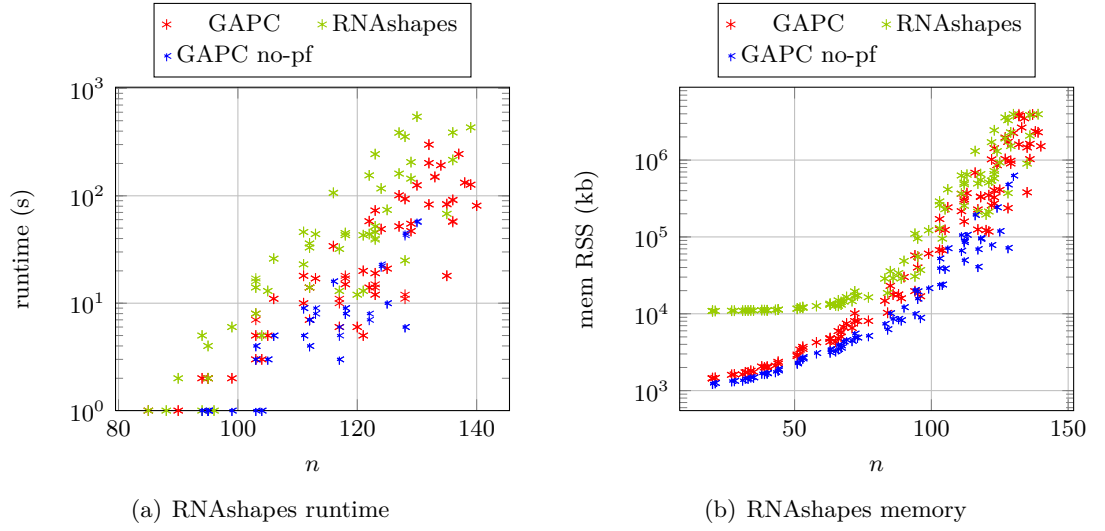 GAPC RNAshapes
GAPC no-pf
10^3
10^2
10^1
10^0
runtime (s)
80 100 120 140
n
(a) RNAshapes runtime
GAPC RNAshapes
GAPC no-pf
10^6
10^5
10^4
10^3
mem RSS (kb)
50 100 150
n
(b) RNAshapes memory